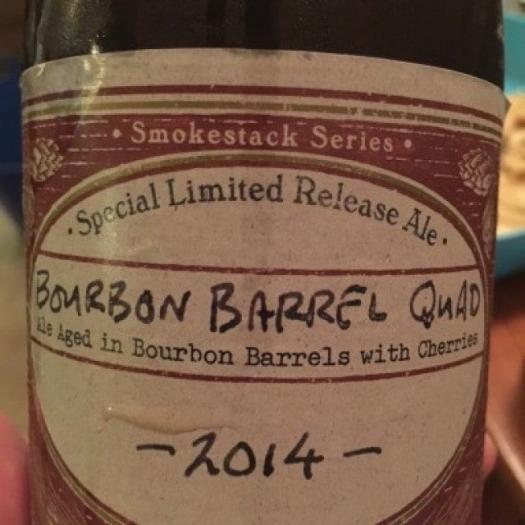 • Smokestack Series •
• Special Limited Release Ale •
BOURBON BARREL QUAD
Ale Aged in Bourbon Barrels with Cherries
- 2014 -